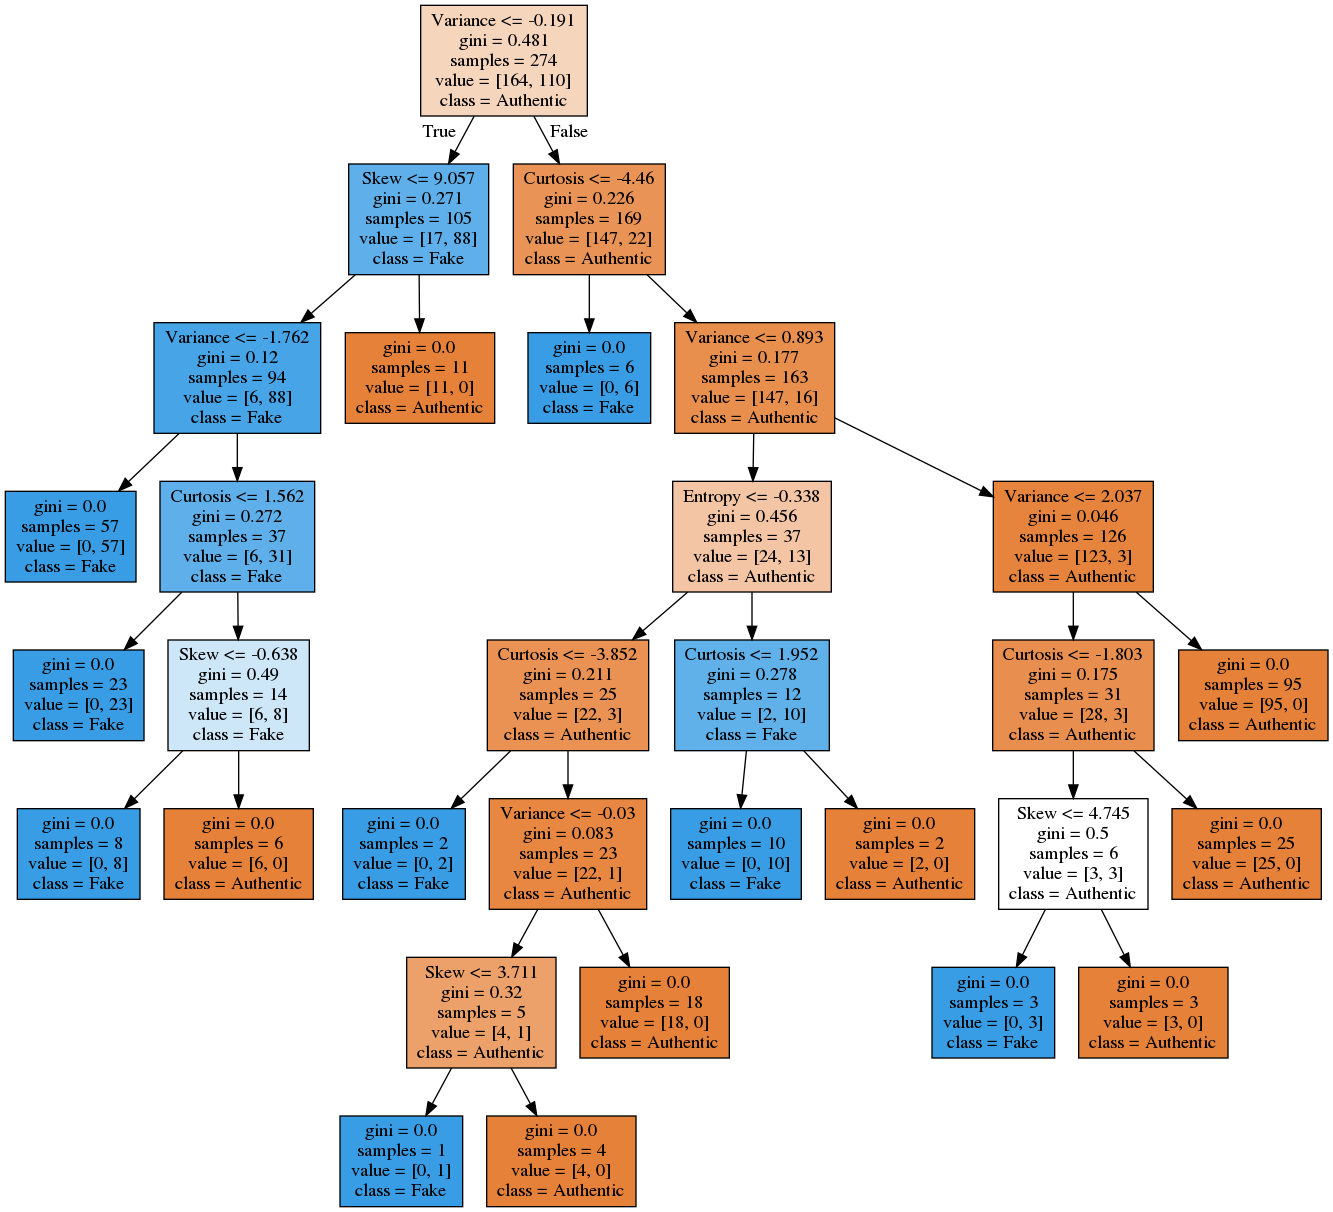 Variance <= -0.191
gini = 0.481
samples = 274
value = [164, 110]
class = Authentic
True
False
Skew <= 9.057
gini = 0.271
samples = 105
value = [17, 88]
class = Fake
Curtosis <= -4.46
gini = 0.226
samples = 169
value = [147, 22]
class = Authentic
Variance <= -1.762
gini = 0.12
samples = 94
value = [6, 88]
class = Fake
gini = 0.0
samples = 11
value = [11, 0]
class = Authentic
gini = 0.0
samples = 6
value = [0, 6]
class = Fake
Variance <= 0.893
gini = 0.177
samples = 163
value = [147, 16]
class = Authentic
gini = 0.0
samples = 57
value = [0, 57]
class = Fake
Curtosis <= 1.562
gini = 0.272
samples = 37
value = [6, 31]
class = Fake
Entropy <= -0.338
gini = 0.456
samples = 37
value = [24, 13]
class = Authentic
Variance <= 2.037
gini = 0.046
samples = 126
value = [123, 3]
class = Authentic
gini = 0.0
samples = 23
value = [0, 23]
class = Fake
Skew <= -0.638
gini = 0.49
samples = 14
value = [6, 8]
class = Fake
Curtosis <= -3.852
gini = 0.211
samples = 25
value = [22, 3]
class = Authentic
Curtosis <= 1.952
gini = 0.278
samples = 12
value = [2, 10]
class = Fake
Curtosis <= -1.803
gini = 0.175
samples = 31
value = [28, 3]
class = Authentic
gini = 0.0
samples = 95
value = [95, 0]
class = Authentic
gini = 0.0
samples = 8
value = [0, 8]
class = Fake
gini = 0.0
samples = 6
value = [6, 0]
class = Authentic
gini = 0.0
samples = 2
value = [0, 2]
class = Fake
Variance <= -0.03
gini = 0.083
samples = 23
value = [22, 1]
class = Authentic
gini = 0.0
samples = 10
value = [0, 10]
class = Fake
gini = 0.0
samples = 2
value = [2, 0]
class = Authentic
Skew <= 4.745
gini = 0.5
samples = 6
value = [3, 3]
class = Authentic
gini = 0.0
samples = 25
value = [25, 0]
class = Authentic
Skew <= 3.711
gini = 0.32
samples = 5
value = [4, 1]
class = Authentic
gini = 0.0
samples = 18
value = [18, 0]
class = Authentic
gini = 0.0
samples = 3
value = [0, 3]
class = Fake
gini = 0.0
samples = 3
value = [3, 0]
class = Authentic
gini = 0.0
samples = 1
value = [0, 1]
class = Fake
gini = 0.0
samples = 4
value = [4, 0]
class = Authentic